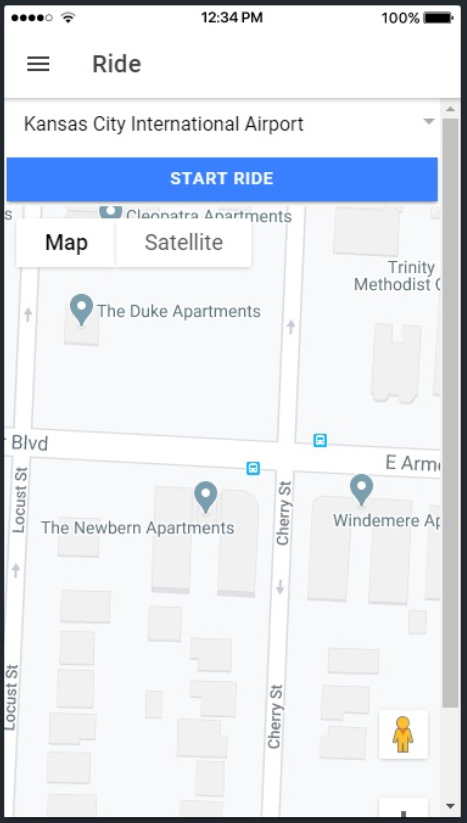 12:34 PM
100%
Ride
Kansas City International Airport
START RIDE
s
Cleopatra Apartments
Map
Satellite
Trinity
Methodist C
The Duke Apartments
Blvd
E Arm
Locust St
Cherry St
The Newbern Apartments
Windemere Ap
Locust St
Cherry St